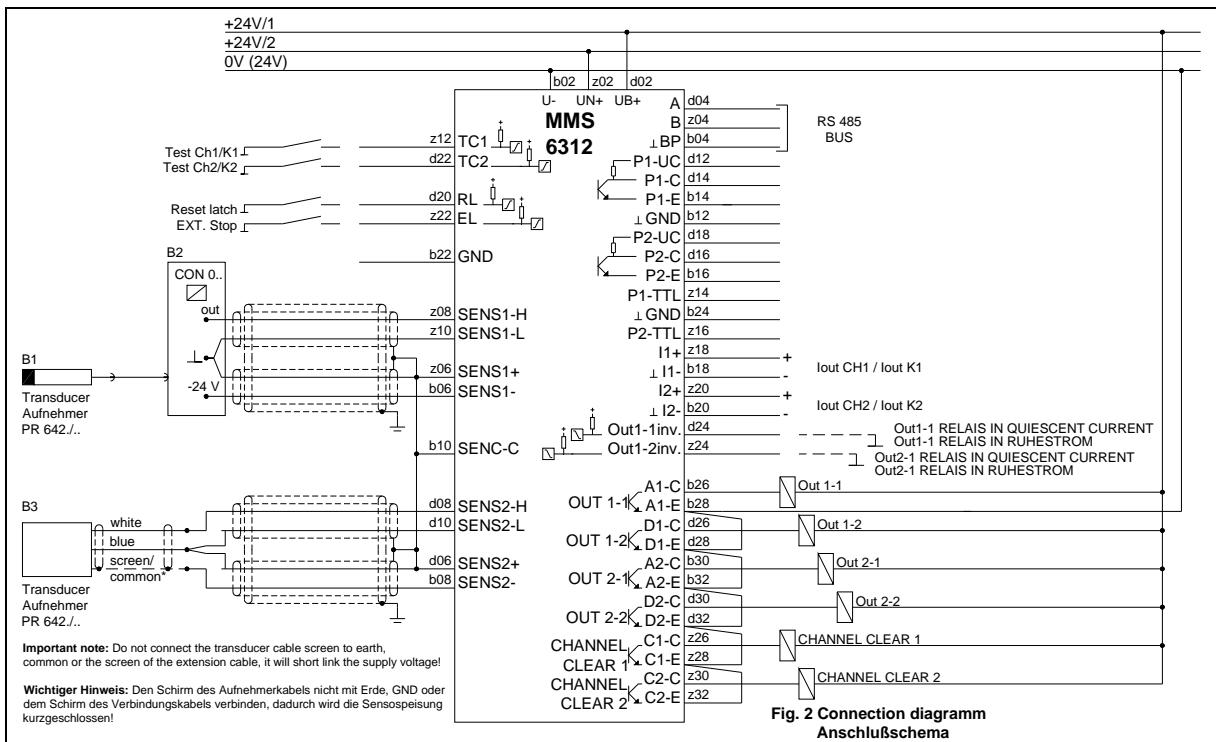 +24V/1
+24V/2
0V (24V)
b02 z02 d02
U- UN+ UB+
MMS
6312
Test Ch1/K1
Test Ch2/K2
z12 TC1
d22 TC2
Reset latch
EXT. Stop
d20 RL
z22 EL
b22 GND
B2
CON 0..
out
-24 V
z08 SENS1-H
z10 SENS1-L
z06 SENS1+
b06 SENS1-
B1
Transducer
Aufnehmer
PR 642./..
b10 SENC-C
B3
white
blue
screen/
common*
Transducer
Aufnehmer
PR 642./..
d08 SENS2-H
d10 SENS2-L
d06 SENS2+
b08 SENS2-
A d04
B z04
⊥BP b04
RS 485
BUS
P1-UC d12
P1-C d14
P1-E b14
⊥GND b12
P2-UC d18
P2-C d16
P2-E b16
P1-TTL z14
⊥GND b24
P2-TTL z16
I1+ z18 +
⊥I1- b18 -
Iout CH1 / Iout K1
I2+ z20 +
⊥I2- b20 -
Iout CH2 / Iout K2
Out1-1inv. d24
Out1-2inv. z24
Out1-1 RELAIS IN QUIESCENT CURRENT
Out1-1 RELAIS IN RUHESTROM
Out2-1 RELAIS IN QUIESCENT CURRENT
Out2-1 RELAIS IN RUHESTROM
OUT 1-1 A1-C b26 Out 1-1
A1-E b28
OUT 1-2 D1-C d26 Out 1-2
D1-E d28
OUT 2-1 A2-C b30 Out 2-1
A2-E b32
OUT 2-2 D2-C d30 Out 2-2
D2-E d32
CHANNEL C1-C z26 CHANNEL CLEAR 1
CLEAR 1 C1-E z28
CHANNEL C2-C z30 CHANNEL CLEAR 2
CLEAR 2 C2-E z32
Important note: Do not connect the transducer cable screen to earth,
common or the screen of the extension cable, it will short link the supply voltage!
Wichtiger Hinweis: Den Schirm des Aufnehmerkabels nicht mit Erde, GND oder
dem Schirm des Verbindungskabels verbinden, dadurch wird die Sensospeisung
kurzgeschlossen!
Fig. 2 Connection diagramm
Anschlußschema